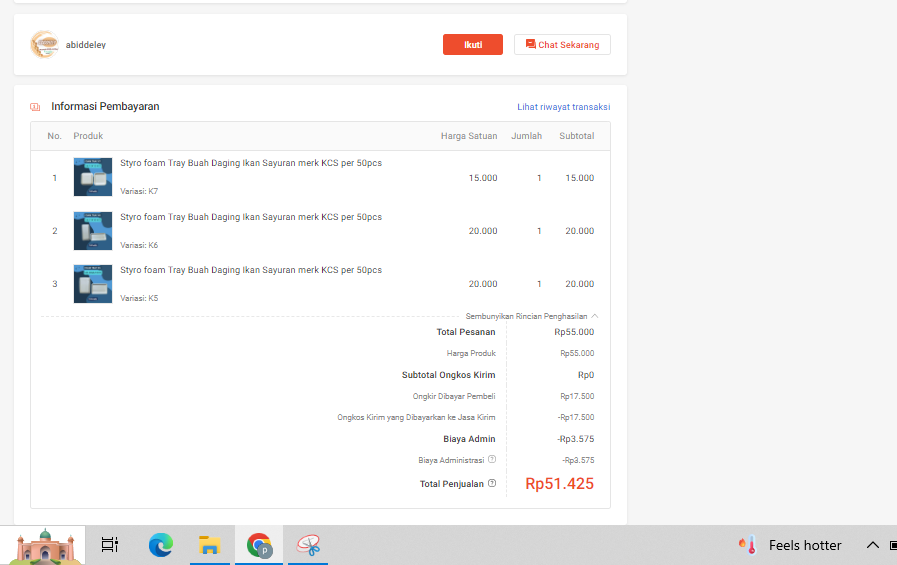 abiddeley
Ikuti
Chat Sekarang
Informasi Pembayaran
Lihat riwayat transaksi
No. Produk Harga Satuan Jumlah Subtotal
Styro foam Tray Buah Daging Ikan Sayuran merk KCS per 50pcs
1 15.000 1 15.000
Variasi: K7
Styro foam Tray Buah Daging Ikan Sayuran merk KCS per 50pcs
2 20.000 1 20.000
Variasi: K6
Styro foam Tray Buah Daging Ikan Sayuran merk KCS per 50pcs
3 20.000 1 20.000
Variasi: K5
Sembunyikan Rincian Penghasilan
Total Pesanan Rp55.000
Harga Produk Rp55.000
Subtotal Ongkos Kirim Rp0
Ongkir Dibayar Pembeli Rp17.500
Ongkos Kirim yang Dibayarkan ke Jasa Kirim -Rp17.500
Biaya Admin -Rp3.575
Biaya Administrasi ? -Rp3.575
Total Penjualan ? Rp51.425
p
Feels hotter